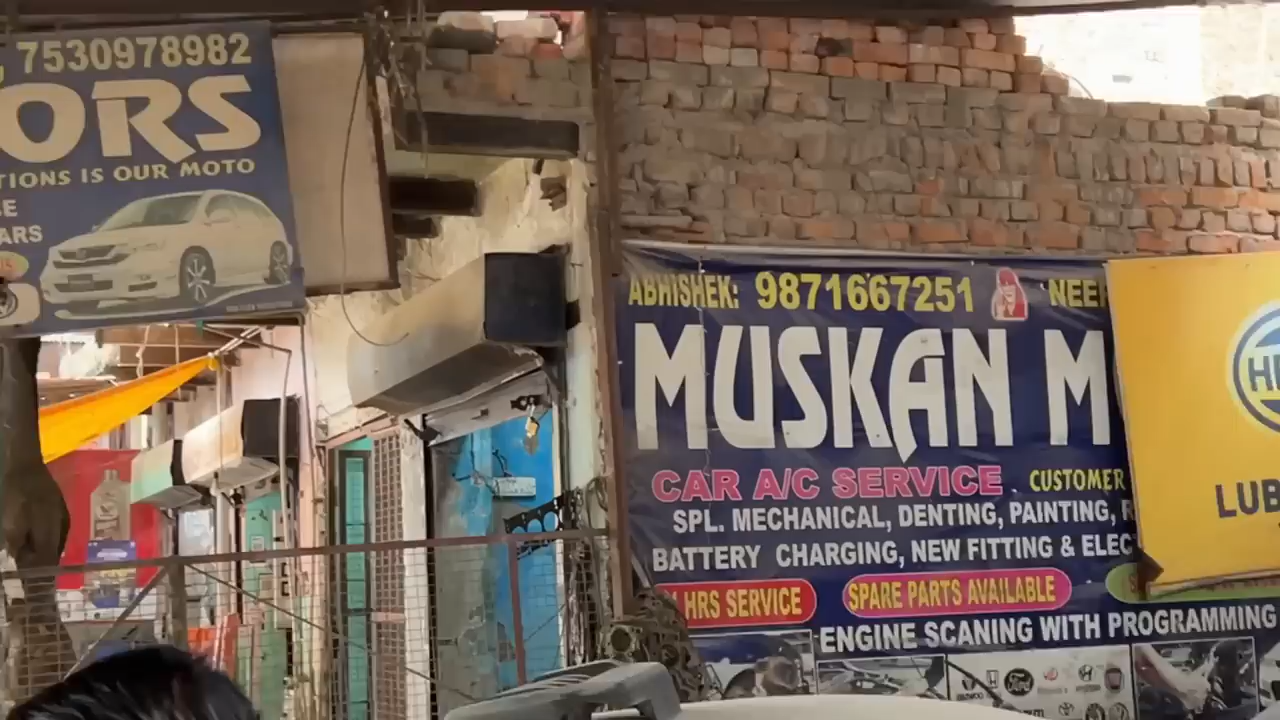 7530978982
ORS
TIONS IS OUR MOTO
ARS
ABHISHEK: 9871667251
MUSKAN M
CAR A/C SERVICE CUSTOMER
SPL. MECHANICAL, DENTING, PAINTING,
BATTERY CHARGING, NEW FITTING & ELEC
HRS SERVICE SPARE PARTS AVAILABLE
ENGINE SCANING WITH PROGRAMMING
Ford
LUB